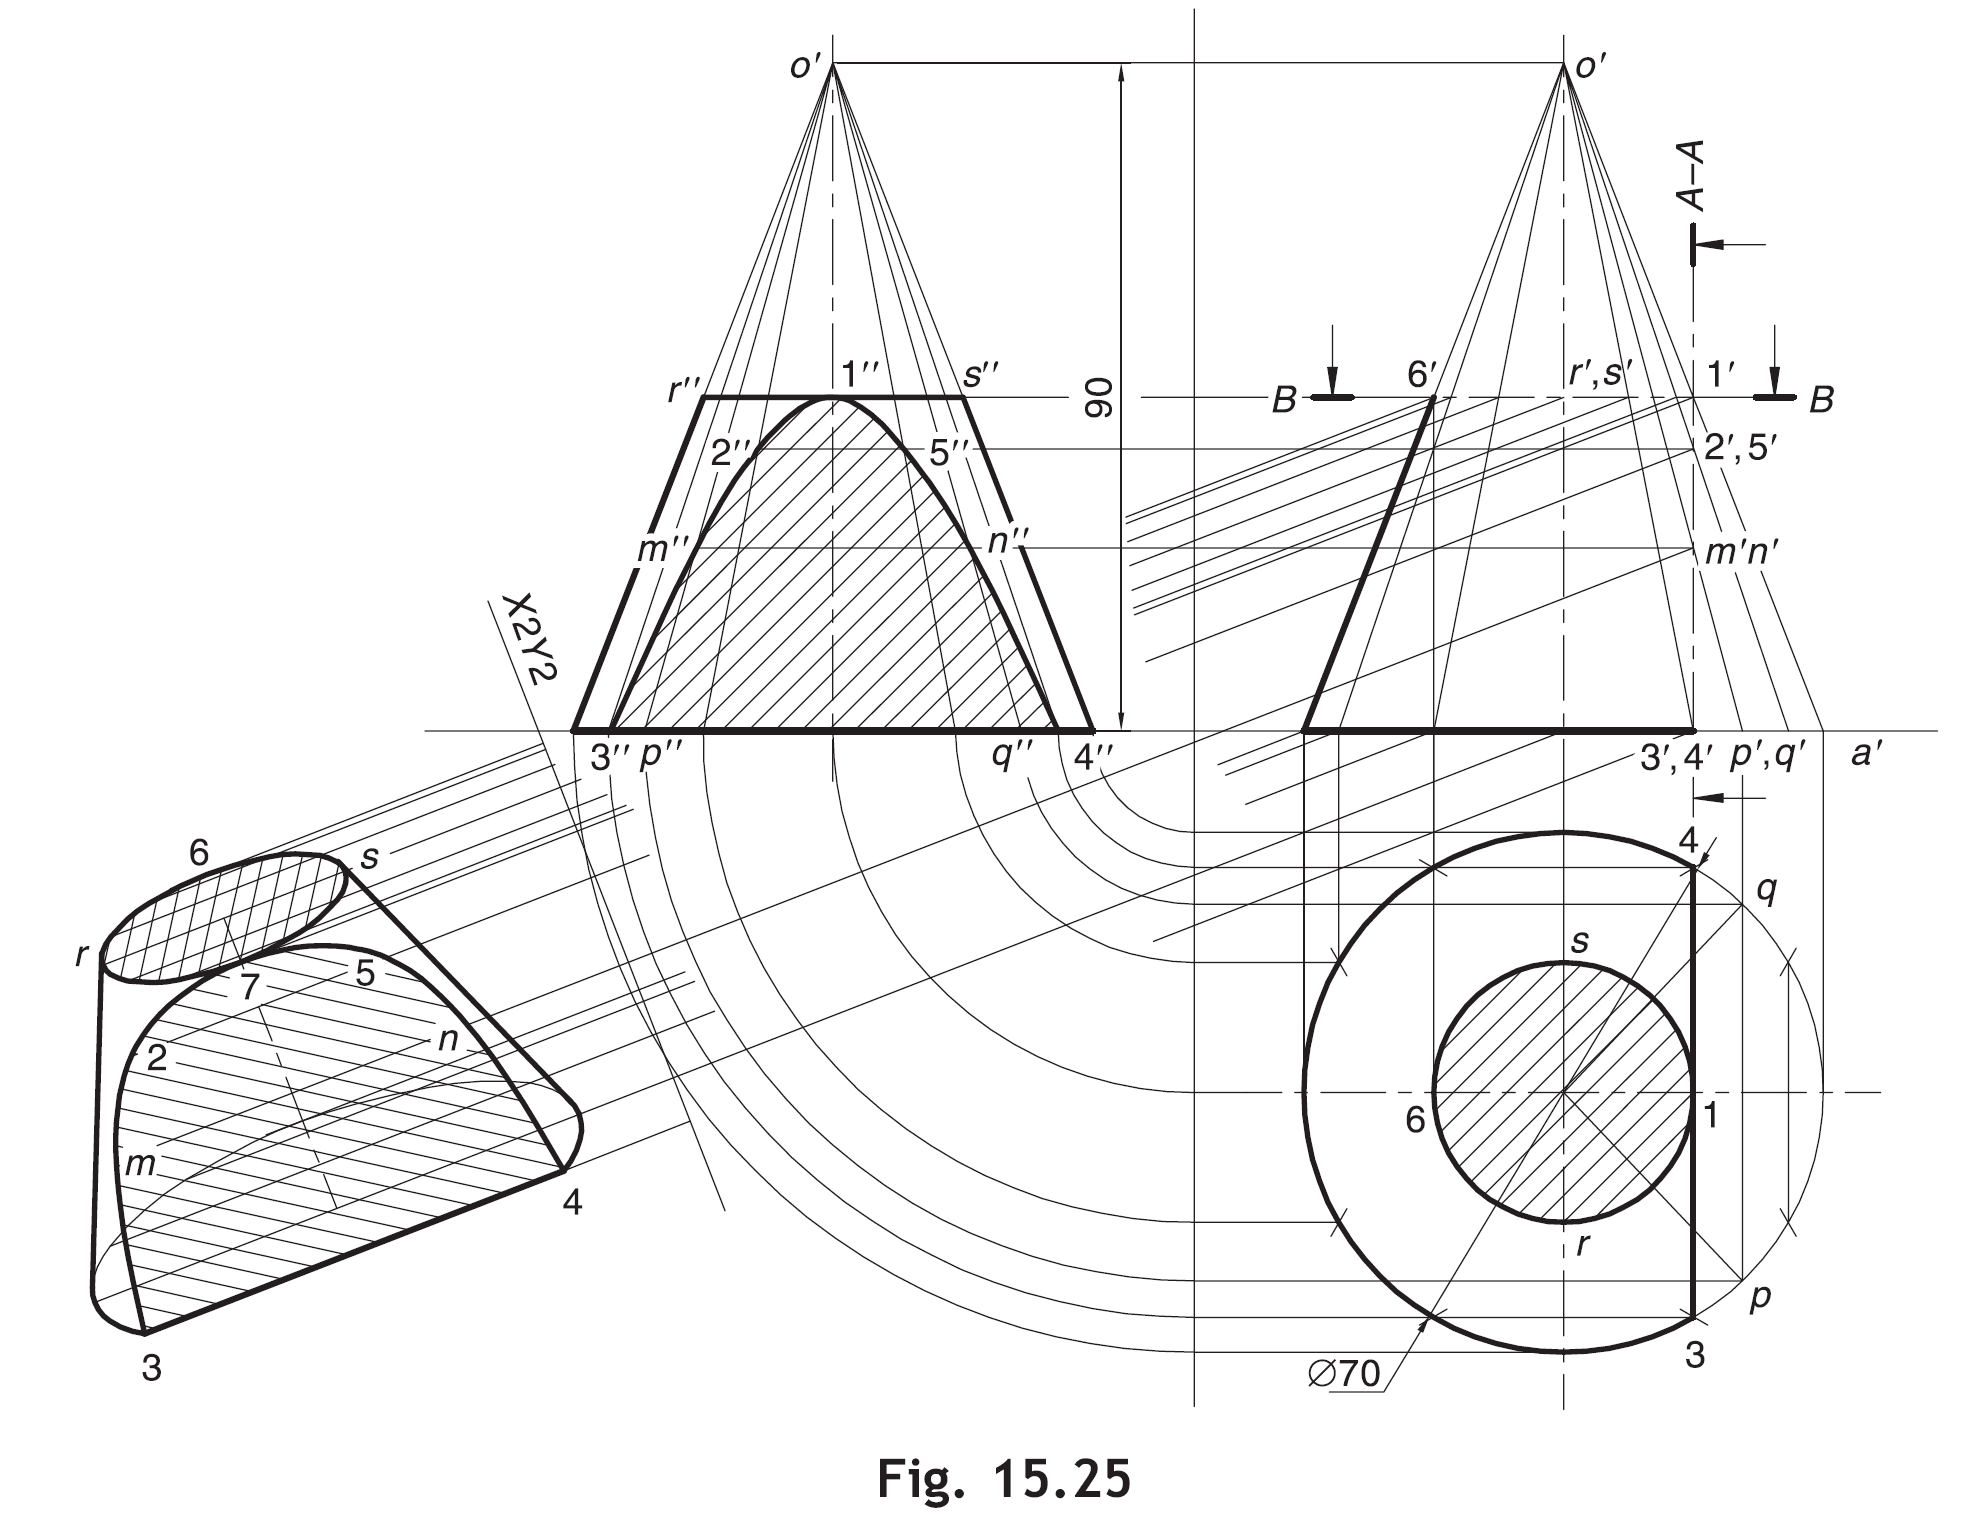 o′ o′
A–A
r′′ 1′′ s′′ 90 B 6′ r′,s′ 1′ B
2′′ 5′′ 2′,5′
m′′ n′′ m′n′
X2Y2
3′′ p′′ q′′ 4′′ 3′,4′ p′,q′ a′
6 s 4
q
r 7 5 s
2 n
m 6 1
4 r p
3 ∅70 3
Fig. 15.25